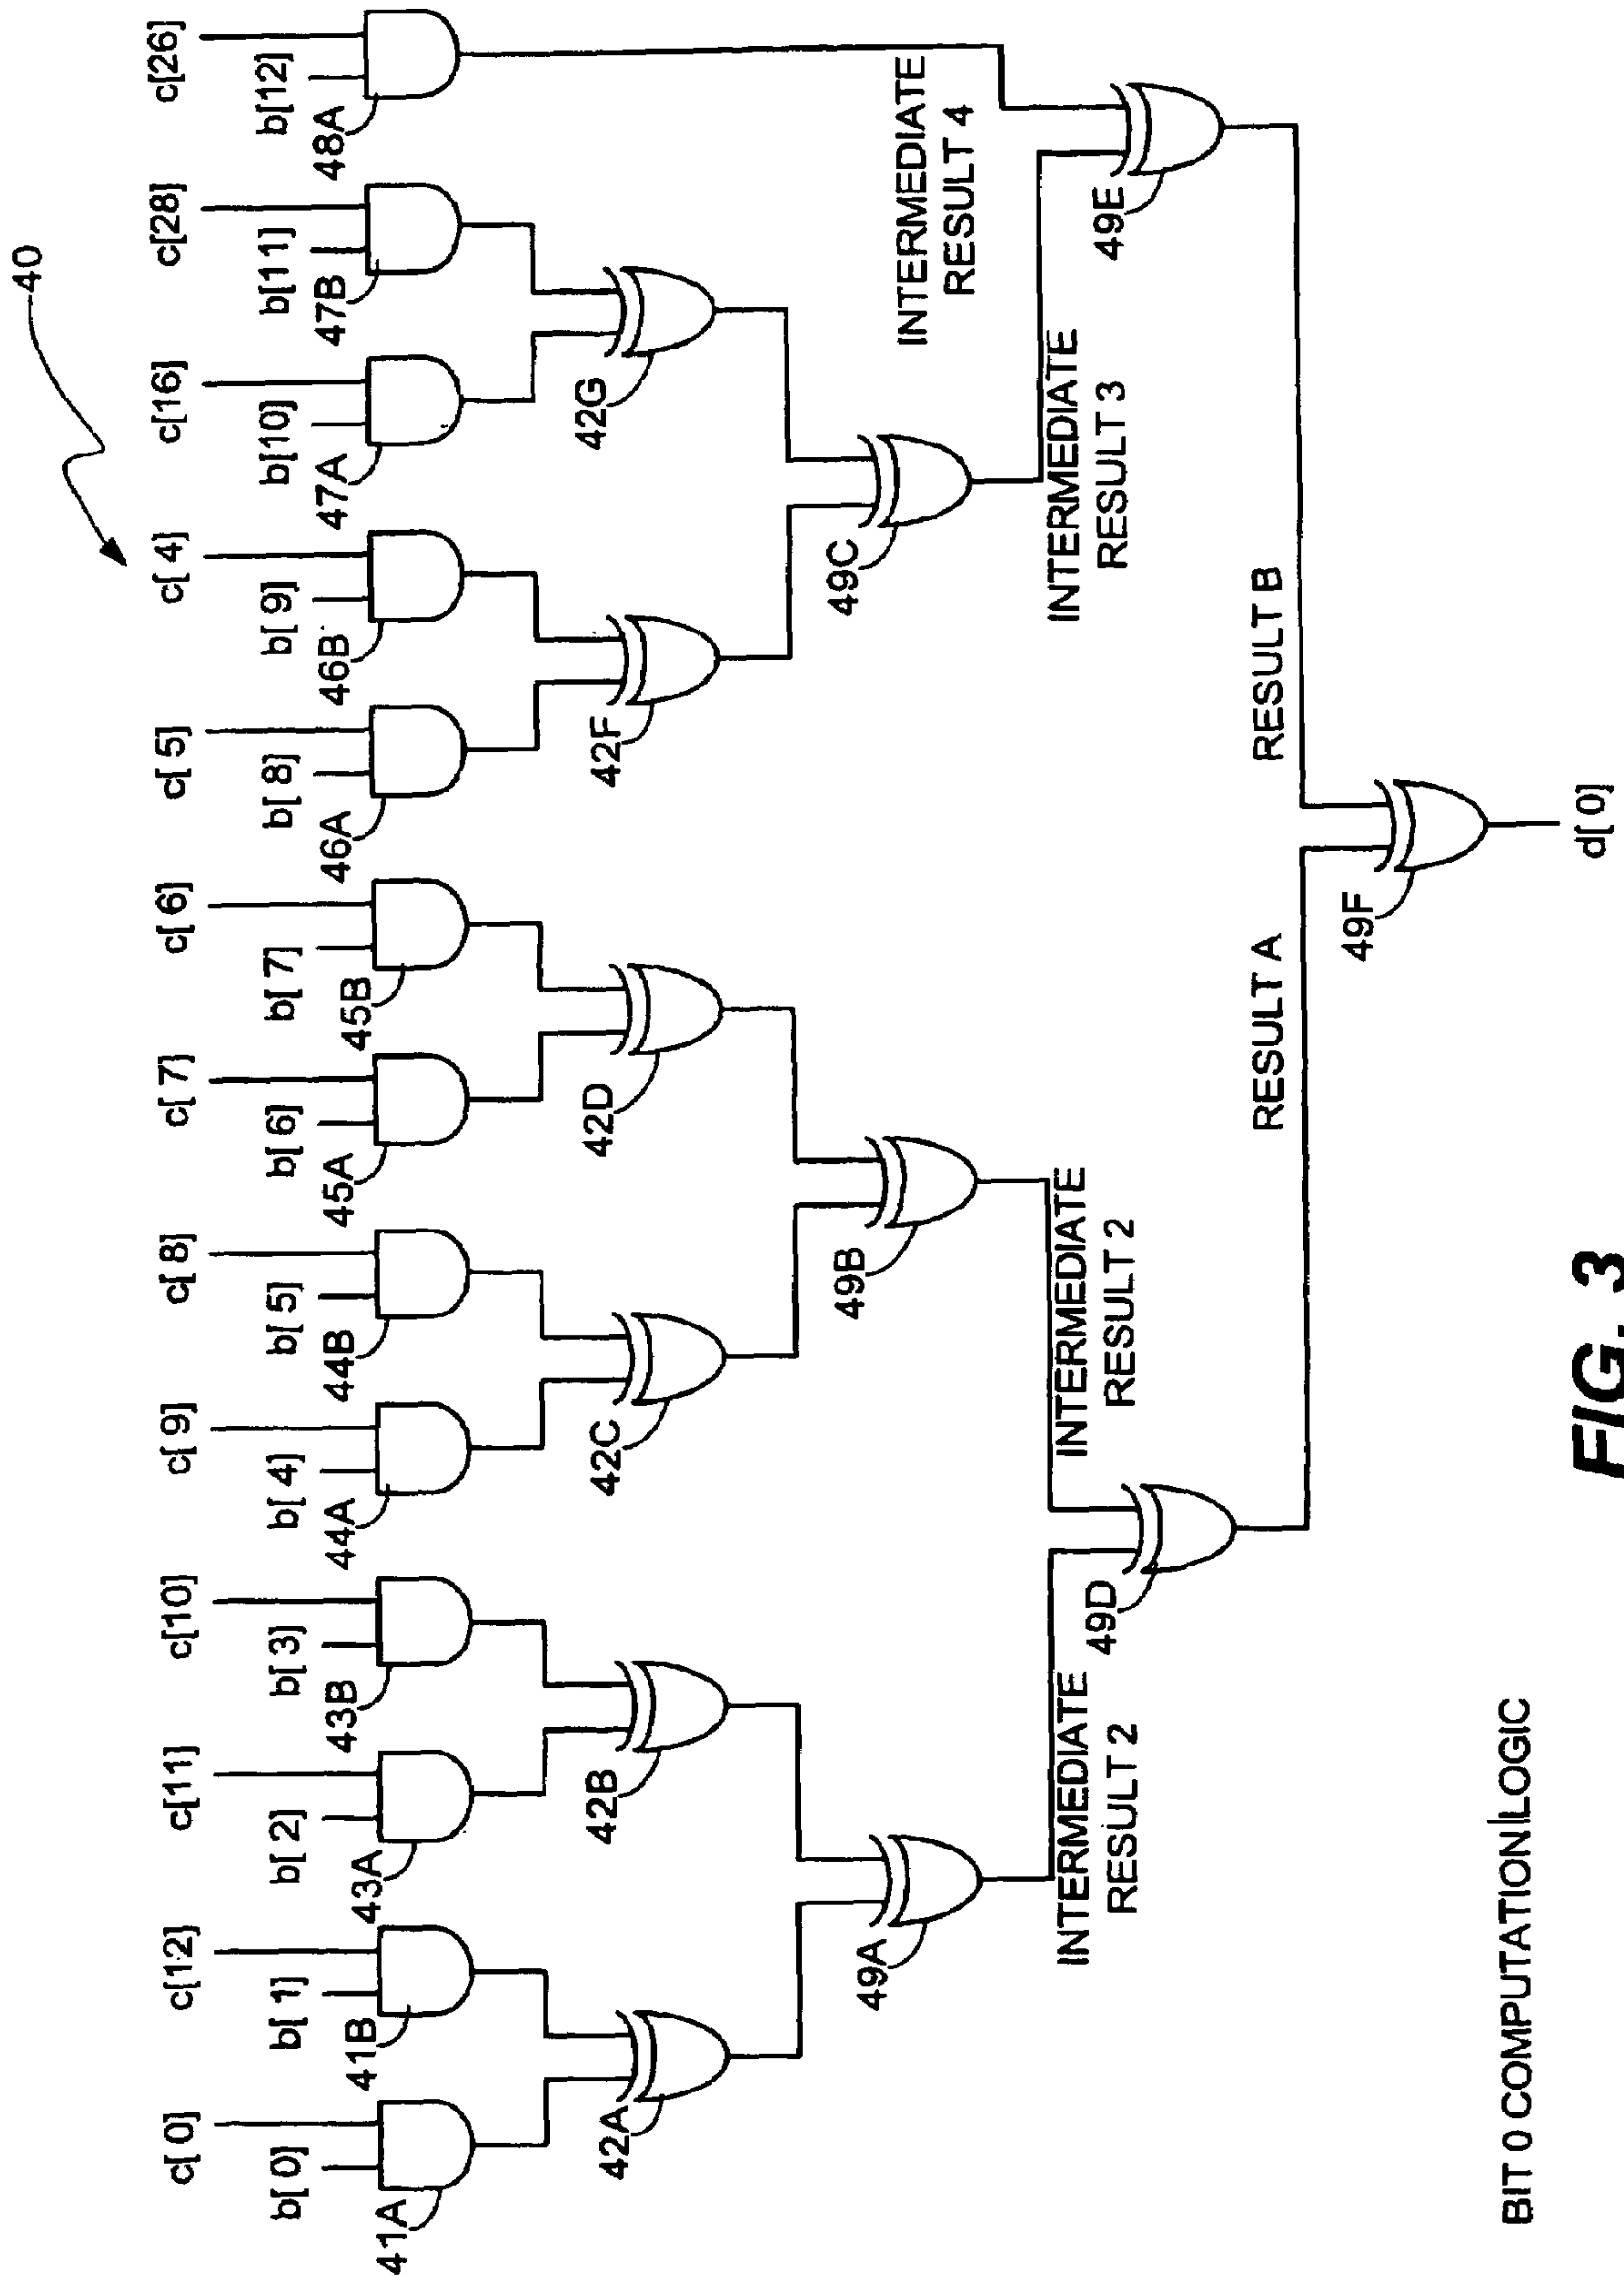 40
c[ 0]
c[12]
c[11]
c[10]
c[ 9]
c[ 8]
c[ 7]
c[ 6]
c[ 5]
c[ 4]
c[16]
c[28]
c[26]
b[ 0]
b[ 1]
b[ 2]
b[ 3]
b[ 4]
b[ 5]
b[ 6]
b[ 7]
b[ 8]
b[ 9]
b[10]
b[11]
b[12]
41A
41B
43A
43B
44A
44B
45A
45B
46A
46B
47A
47B
48A
42A
42B
42C
42D
42F
42G
49A
49B
49C
INTERMEDIATE
RESULT 4
INTERMEDIATE
RESULT 2
INTERMEDIATE
RESULT 2
INTERMEDIATE
RESULT 3
49D
49E
RESULT A
RESULT B
49F
d[ 0]
BIT 0 COMPUTATION LOGIC
FIG. 3